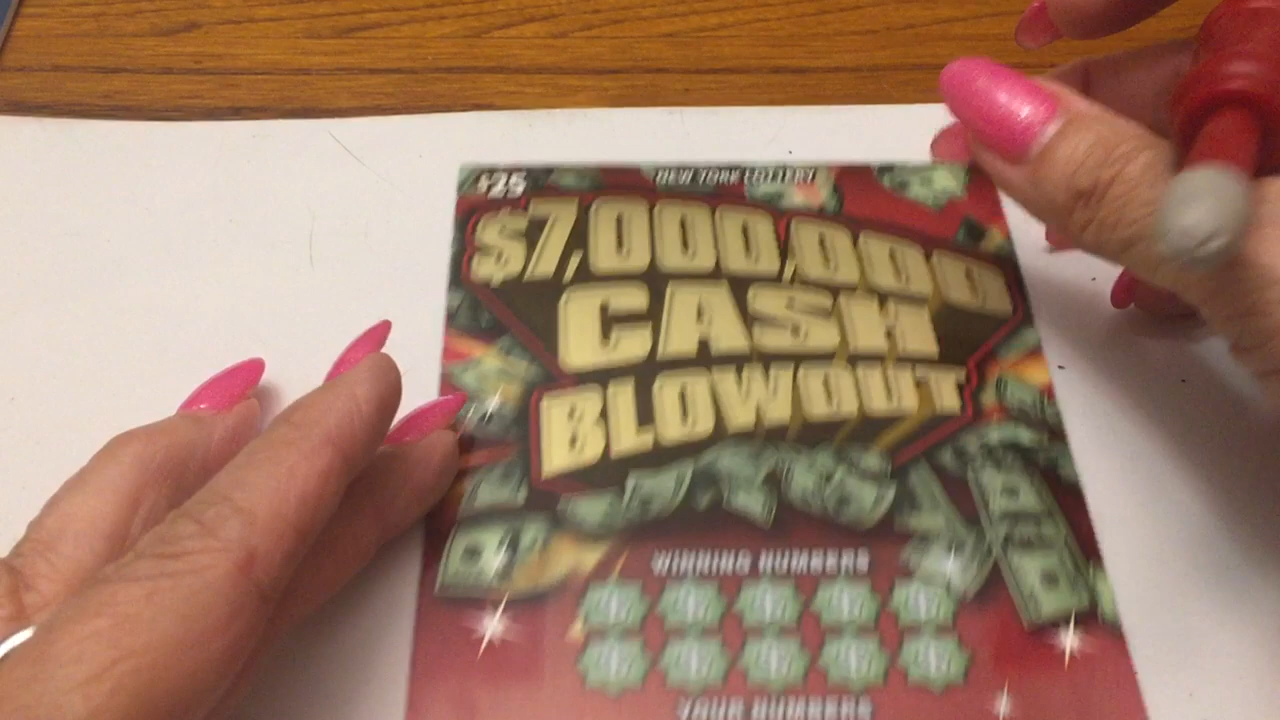 $25
NEW YORK LOTTERY
$7,000,000
CASH
BLOWOUT
WINNING NUMBERS
YOUR NUMBERS